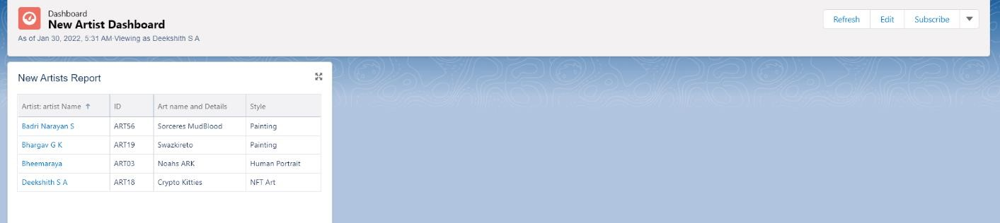 Dashboard
New Artist Dashboard
As of Jan 30, 2022, 5:31 AM·Viewing as Deekshith S A
Refresh Edit Subscribe
New Artists Report
Artist: artist Name ↑ ID Art name and Details Style
Badri Narayan S ART56 Sorceres MudBlood Painting
Bhargav G K ART19 Swazkireto Painting
Bheemaraya ART03 Noahs ARK Human Portrait
Deekshith S A ART18 Crypto Kitties NFT Art